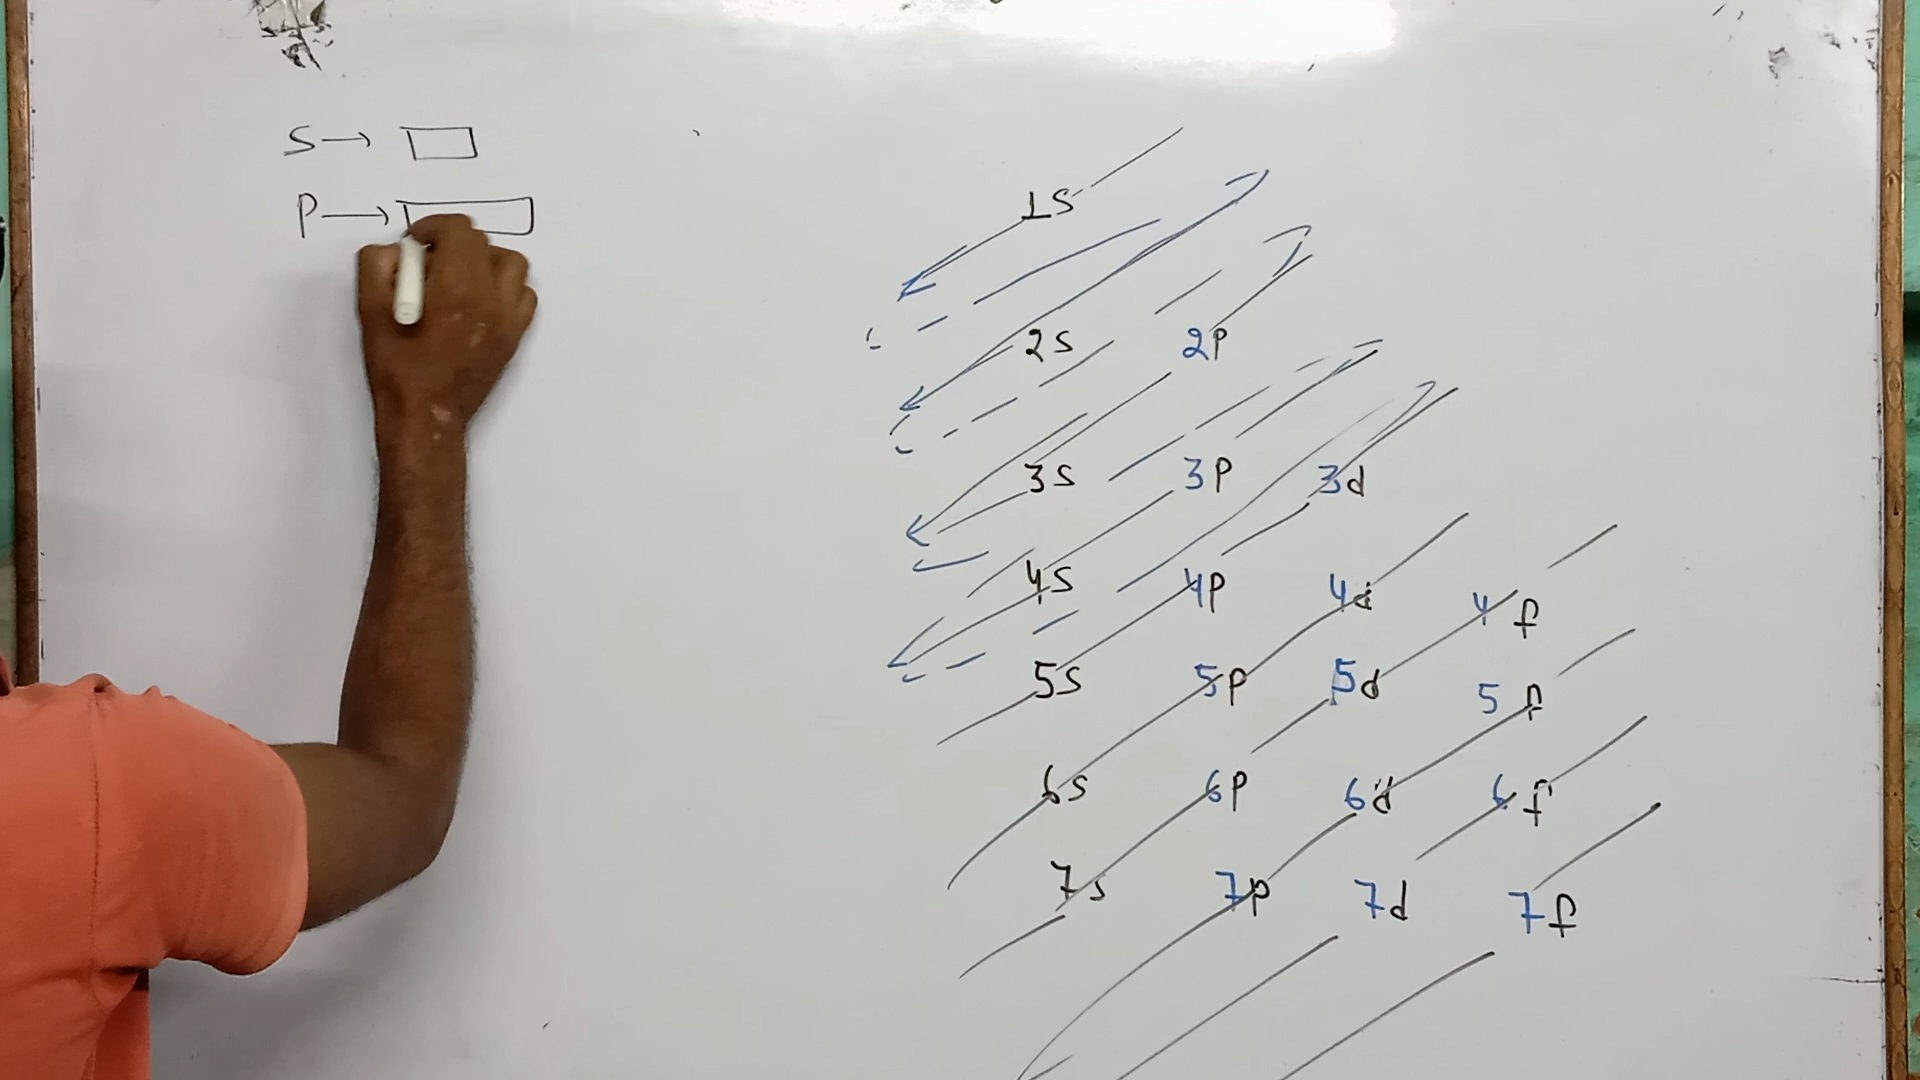 S →
P →
1s
2s 2p
3s 3p 3d
4s 4p 4d 4f
5s 5p 5d 5f
6s 6p 6d 6f
7s 7p 7d 7f